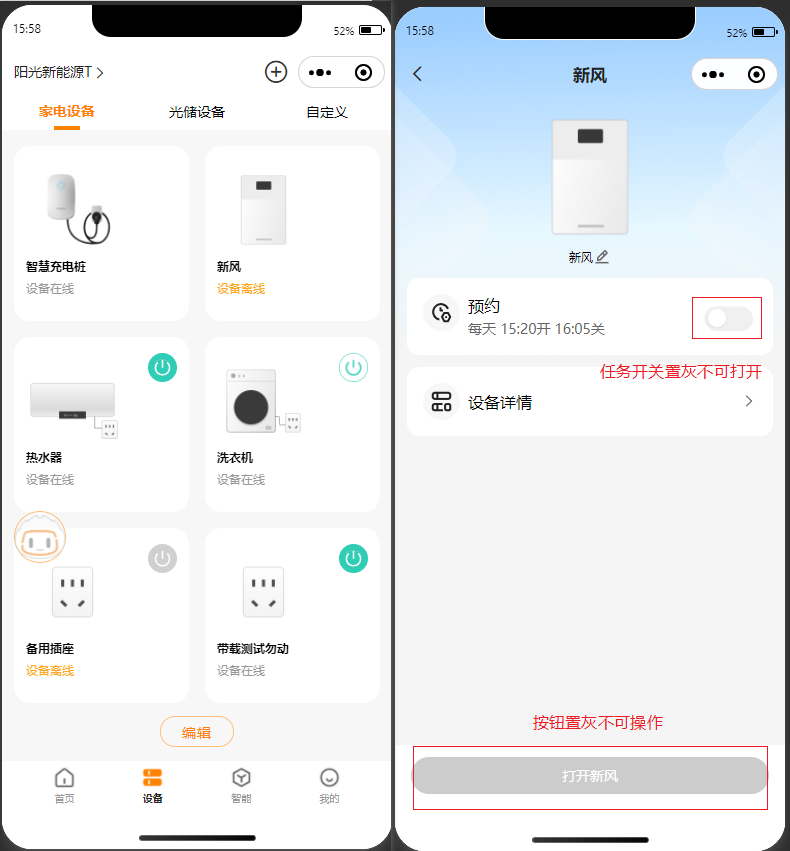 15:58
52%
阳光新能源T
家电设备
光储设备
自定义
智慧充电桩
设备在线
新风
设备离线
热水器
设备在线
洗衣机
设备在线
备用插座
设备离线
带载测试勿动
设备在线
编辑
首页
设备
智能
我的
15:58
52%
新风
新风
预约
每天 15:20开 16:05关
任务开关置灰不可打开
设备详情
按钮置灰不可操作
打开新风